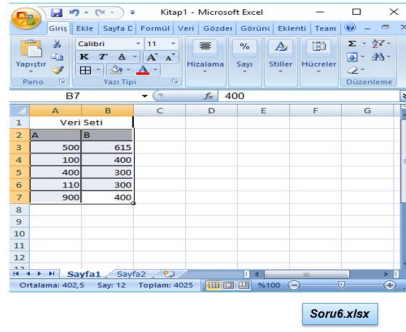 Kitap1 - Microsoft Excel
Giriş Ekle Sayfa D Formül Veri Gözder Görünü Eklenti Team
Calibri 11
K T A A A
Yapıştır Hizalama Sayı Stiller Hücreler
Pano Yazı Tipi Düzenleme
B7 fx 400
A B C D E F G
1 Veri Seti
2 A B
3 500 615
4 100 400
5 400 300
6 110 300
7 900 400
8
9
10
11
12
Sayfa1 Sayfa2
Ortalama: 402,5 Say: 12 Toplam: 4025 %100
Soru6.xlsx